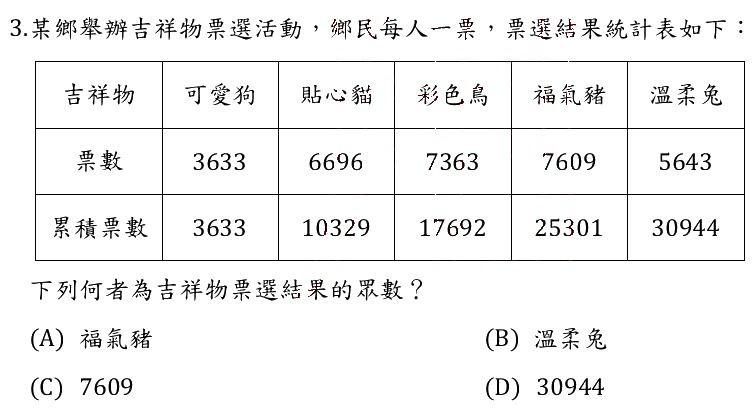 3.某鄉舉辦吉祥物票選活動，鄉民每人一票，票選結果統計表如下：
吉祥物 可愛狗 貼心貓 彩色鳥 福氣豬 溫柔兔
票數 3633 6696 7363 7609 5643
累積票數 3633 10329 17692 25301 30944
下列何者為吉祥物票選結果的眾數？
(A) 福氣豬 (B) 溫柔兔
(C) 7609 (D) 30944